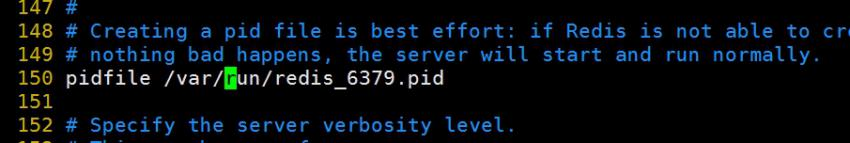 147 #
148 # Creating a pid file is best effort: if Redis is not able to cr
149 # nothing bad happens, the server will start and run normally.
150 pidfile /var/run/redis_6379.pid
151
152 # Specify the server verbosity level.